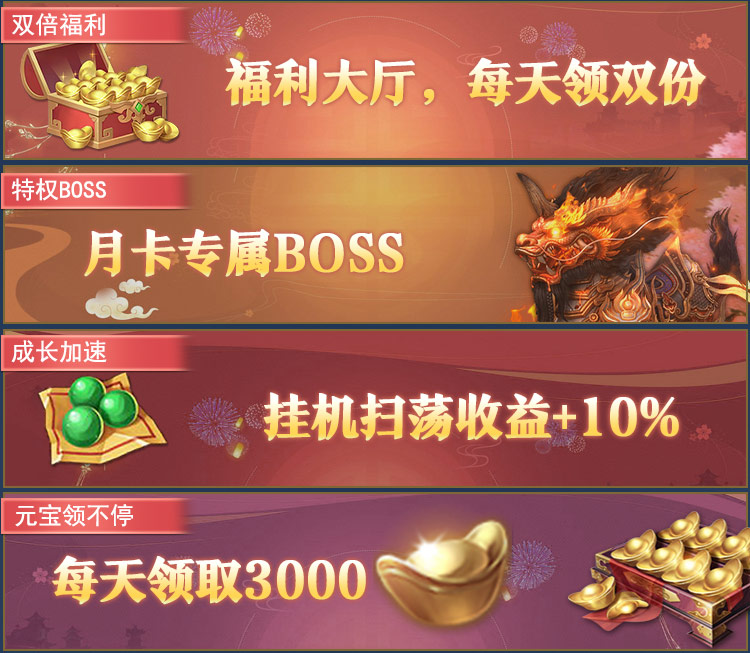 双倍福利
福利大厅，每天领双份
特权BOSS
月卡专属BOSS
成长加速
挂机扫荡收益+10%
元宝领不停
每天领取3000